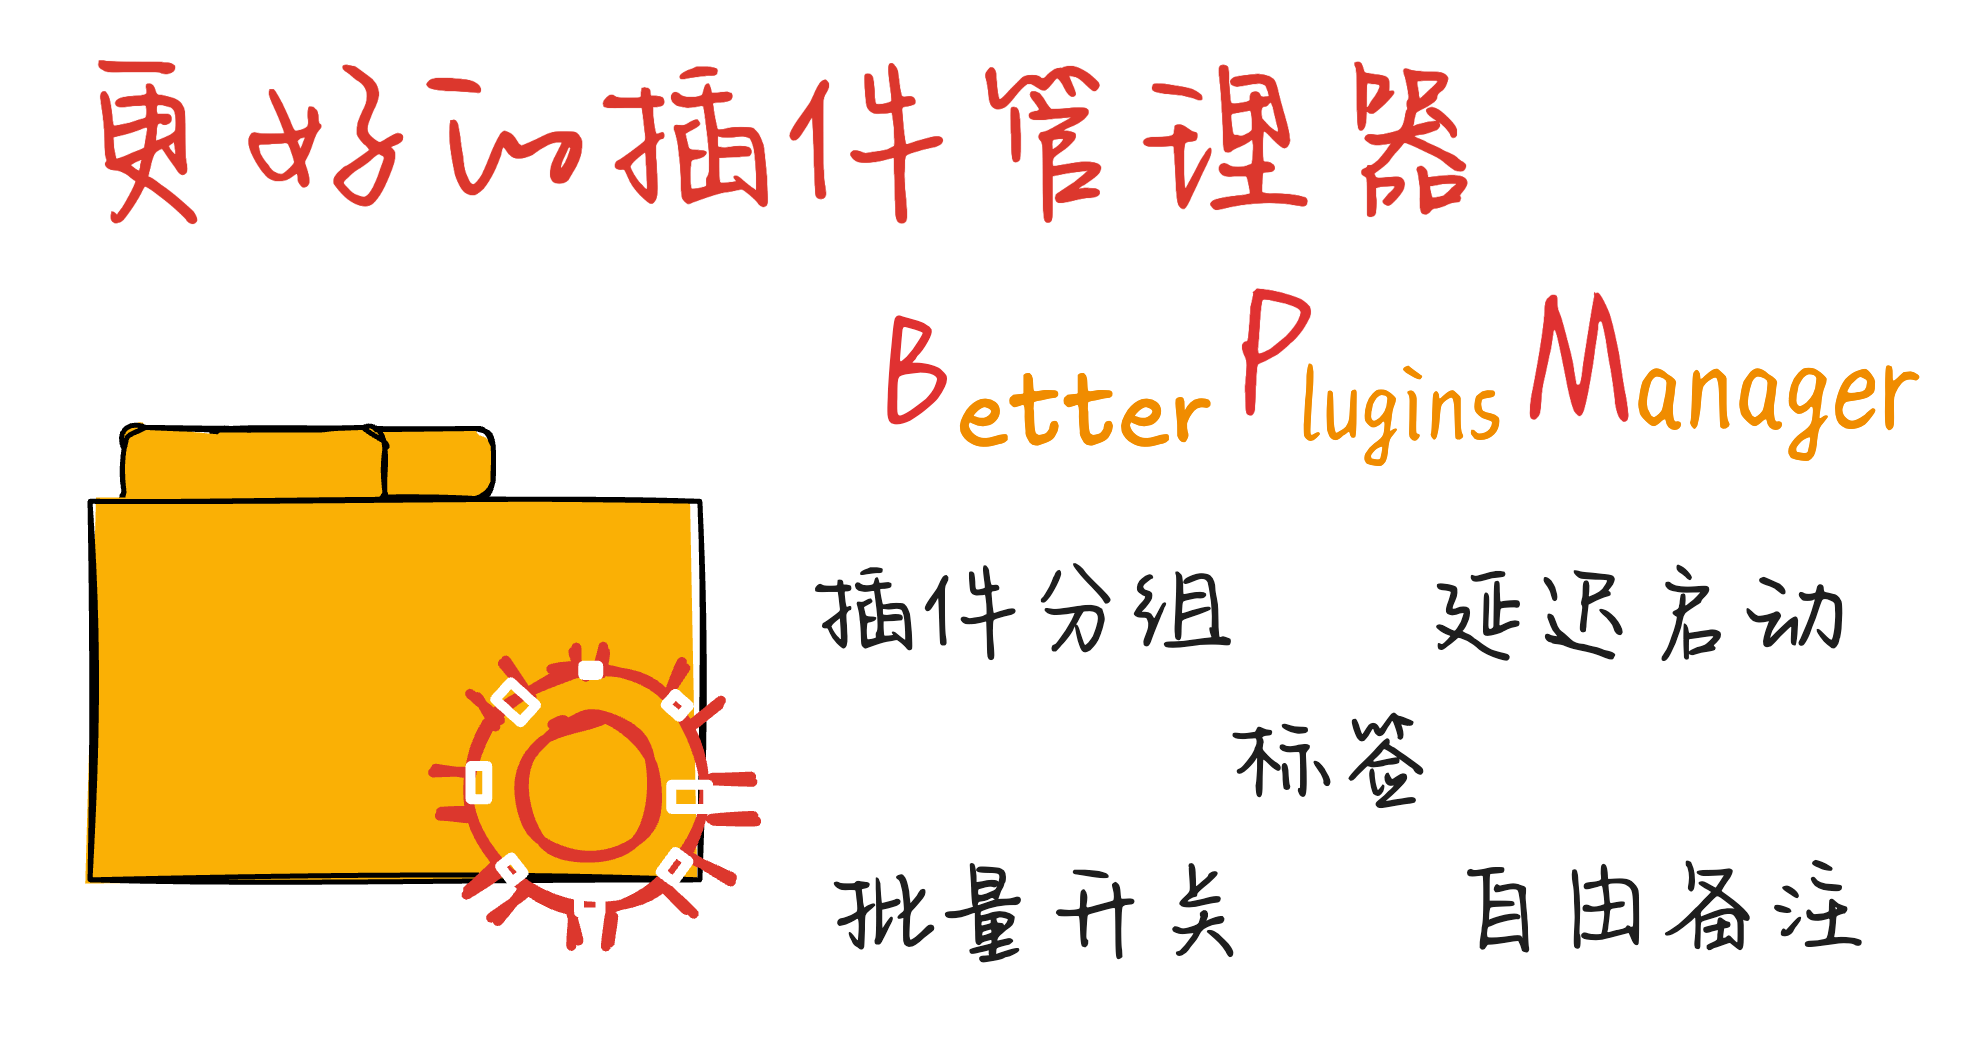 更好的插件管理器
Better Plugins Manager
插件分组 延迟启动
标签
批量开关 自由备注